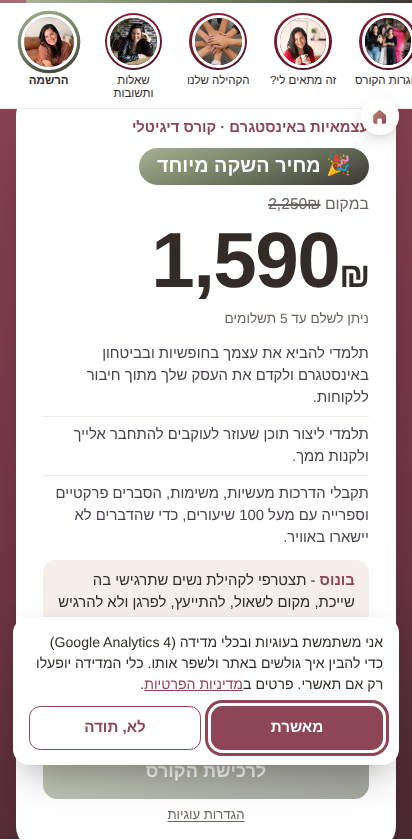 בוגרות הקורס
זה מתאים לי?
הקהילה שלנו
שאלות
ותשובות
הרשמה
עצמאיות באינסטגרם · קורס דיגיטלי
🎉 מחיר השקה מיוחד
במקום 2,250₪
1,590₪
ניתן לשלם עד 5 תשלומים
תלמדי להביא את עצמך בחופשיות ובביטחון
באינסטגרם ולקדם את העסק שלך מתוך חיבור
ללקוחות.
תלמדי ליצור תוכן שעוזר לעוקבים להתחבר אלייך
ולקנות ממך.
תקבלי הדרכות מעשיות, משימות, הסברים פרקטיים
וספרייה עם מעל 100 שיעורים, כדי שהדברים לא
יישארו באוויר.
בונוס - תצטרפי לקהילת נשים שתרגישי בה
שייכת, מקום לשאול, להתייעץ, לפרגן ולא להרגיש
אני משתמשת בעוגיות ובכלי מדידה (Google Analytics 4)
כדי להבין איך גולשים באתר ולשפר אותו. כלי המדידה יופעלו
רק אם תאשרי. פרטים במדיניות הפרטיות.
מאשרת
לא, תודה
לרכישת הקורס
הגדרות עוגיות